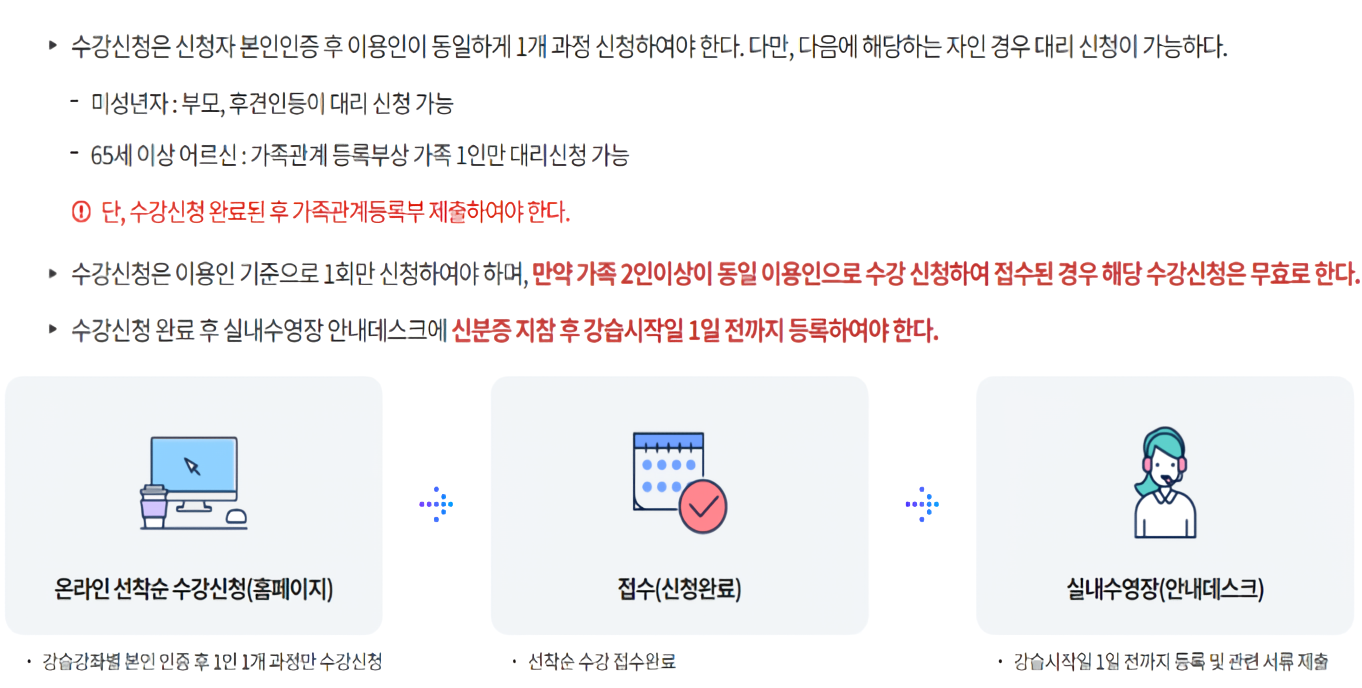 ▸ 수강신청은 신청자 본인인증 후 이용인이 동일하게 1개 과정 신청하여야 한다. 다만, 다음에 해당하는 자인 경우 대리 신청이 가능하다.
- 미성년자 : 부모, 후견인등이 대리 신청 가능
- 65세 이상 어르신 : 가족관계 등록부상 가족 1인만 대리신청 가능
! 단, 수강신청 완료된 후 가족관계등록부 제출하여야 한다.
▸ 수강신청은 이용인 기준으로 1회만 신청하여야 하며, 만약 가족 2인이상이 동일 이용인으로 수강 신청하여 접수된 경우 해당 수강신청은 무효로 한다.
▸ 수강신청 완료 후 실내수영장 안내데스크에 신분증 지참 후 강습시작일 1일 전까지 등록하여야 한다.
온라인 선착순 수강신청(홈페이지)
접수(신청완료)
실내수영장(안내데스크)
· 강습강좌별 본인 인증 후 1인 1개 과정만 수강신청
· 선착순 수강 접수완료
· 강습시작일 1일 전까지 등록 및 관련 서류 제출